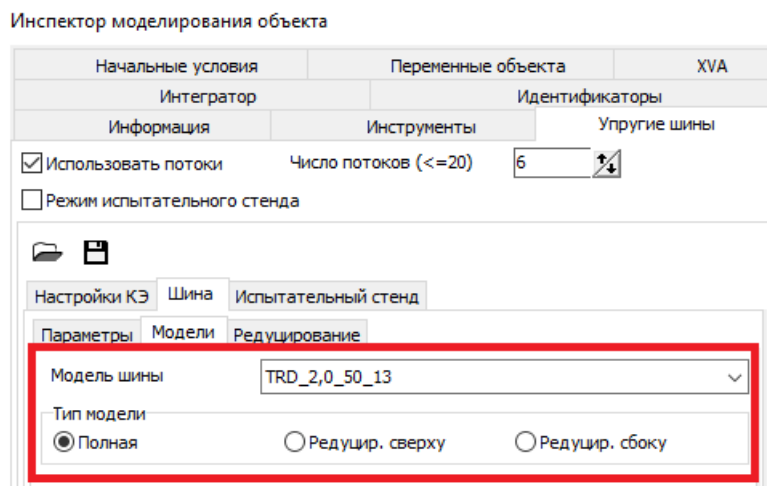 Инспектор моделирования объекта
Начальные условия Переменные объекта XVA
Интегратор Идентификаторы
Информация Инструменты Упругие шины
Использовать потоки Число потоков (<=20) 6
Режим испытательного стенда
Настройки КЭ Шина Испытательный стенд
Параметры Модели Редуцирование
Модель шины TRD_2,0_50_13
Тип модели
Полная Редуцир. сверху Редуцир. сбоку